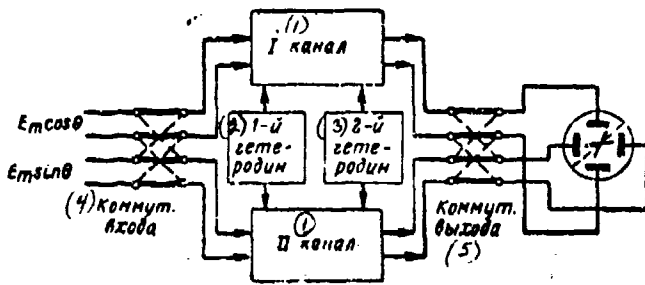 (1)
I канал
Emcosθ
Emsinθ
(2) 1-й
гете-
родин
(3) 2-й
гете-
родин
(4) Коммут.
входа
(1)
II канал
Коммут.
выхода
(5)